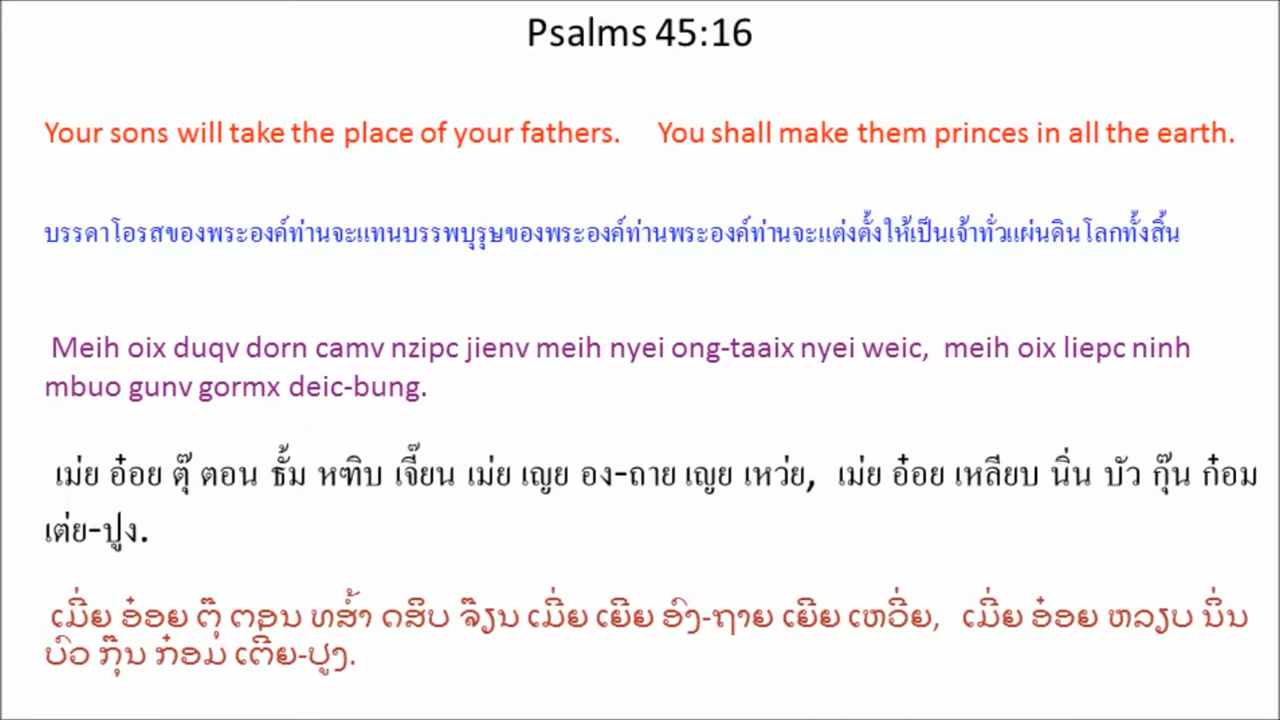 Psalms 45:16
Your sons will take the place of your fathers. You shall make them princes in all the earth.
บรรดาโอรสของพระองค์ท่านจะแทนบรรพบุรุษของพระองค์ท่านพระองค์ท่านจะแต่งตั้งให้เป็นเจ้าทั่วแผ่นดินโลกทั้งสิ้น
Meih oix duqv dorn camv nzipc jienv meih nyei ong-taaix nyei weic, meih oix liepc ninh
mbuo gunv gormx deic-bung.
เม่ย อ๋อย ตุ๊ ตอน ธั้ม หฑิบ เจี๊ยน เม่ย เญย อง-ถาย เญย เหว่ย, เม่ย อ๋อย เหลียบ นิ่น บัว กุ๊น ก๋อม
เต่ย-ปูง.
ເມີ່ຍ ອ໋ອຍ ຕຸ໊ ຕອນ ທສ້ຳ ດສິບ ຈ໊ຽນ ເມີ່ຍ ເຍີຍ ອົງ-ຖາຍ ເຍີຍ ເຫວີ່ຍ, ເມີ່ຍ ອ໋ອຍ ຫລຽບ ນິ່ນ
ບົວ ກຸ໊ນ ກ໋ອມ ເຕີ່ຍ-ປູງ.